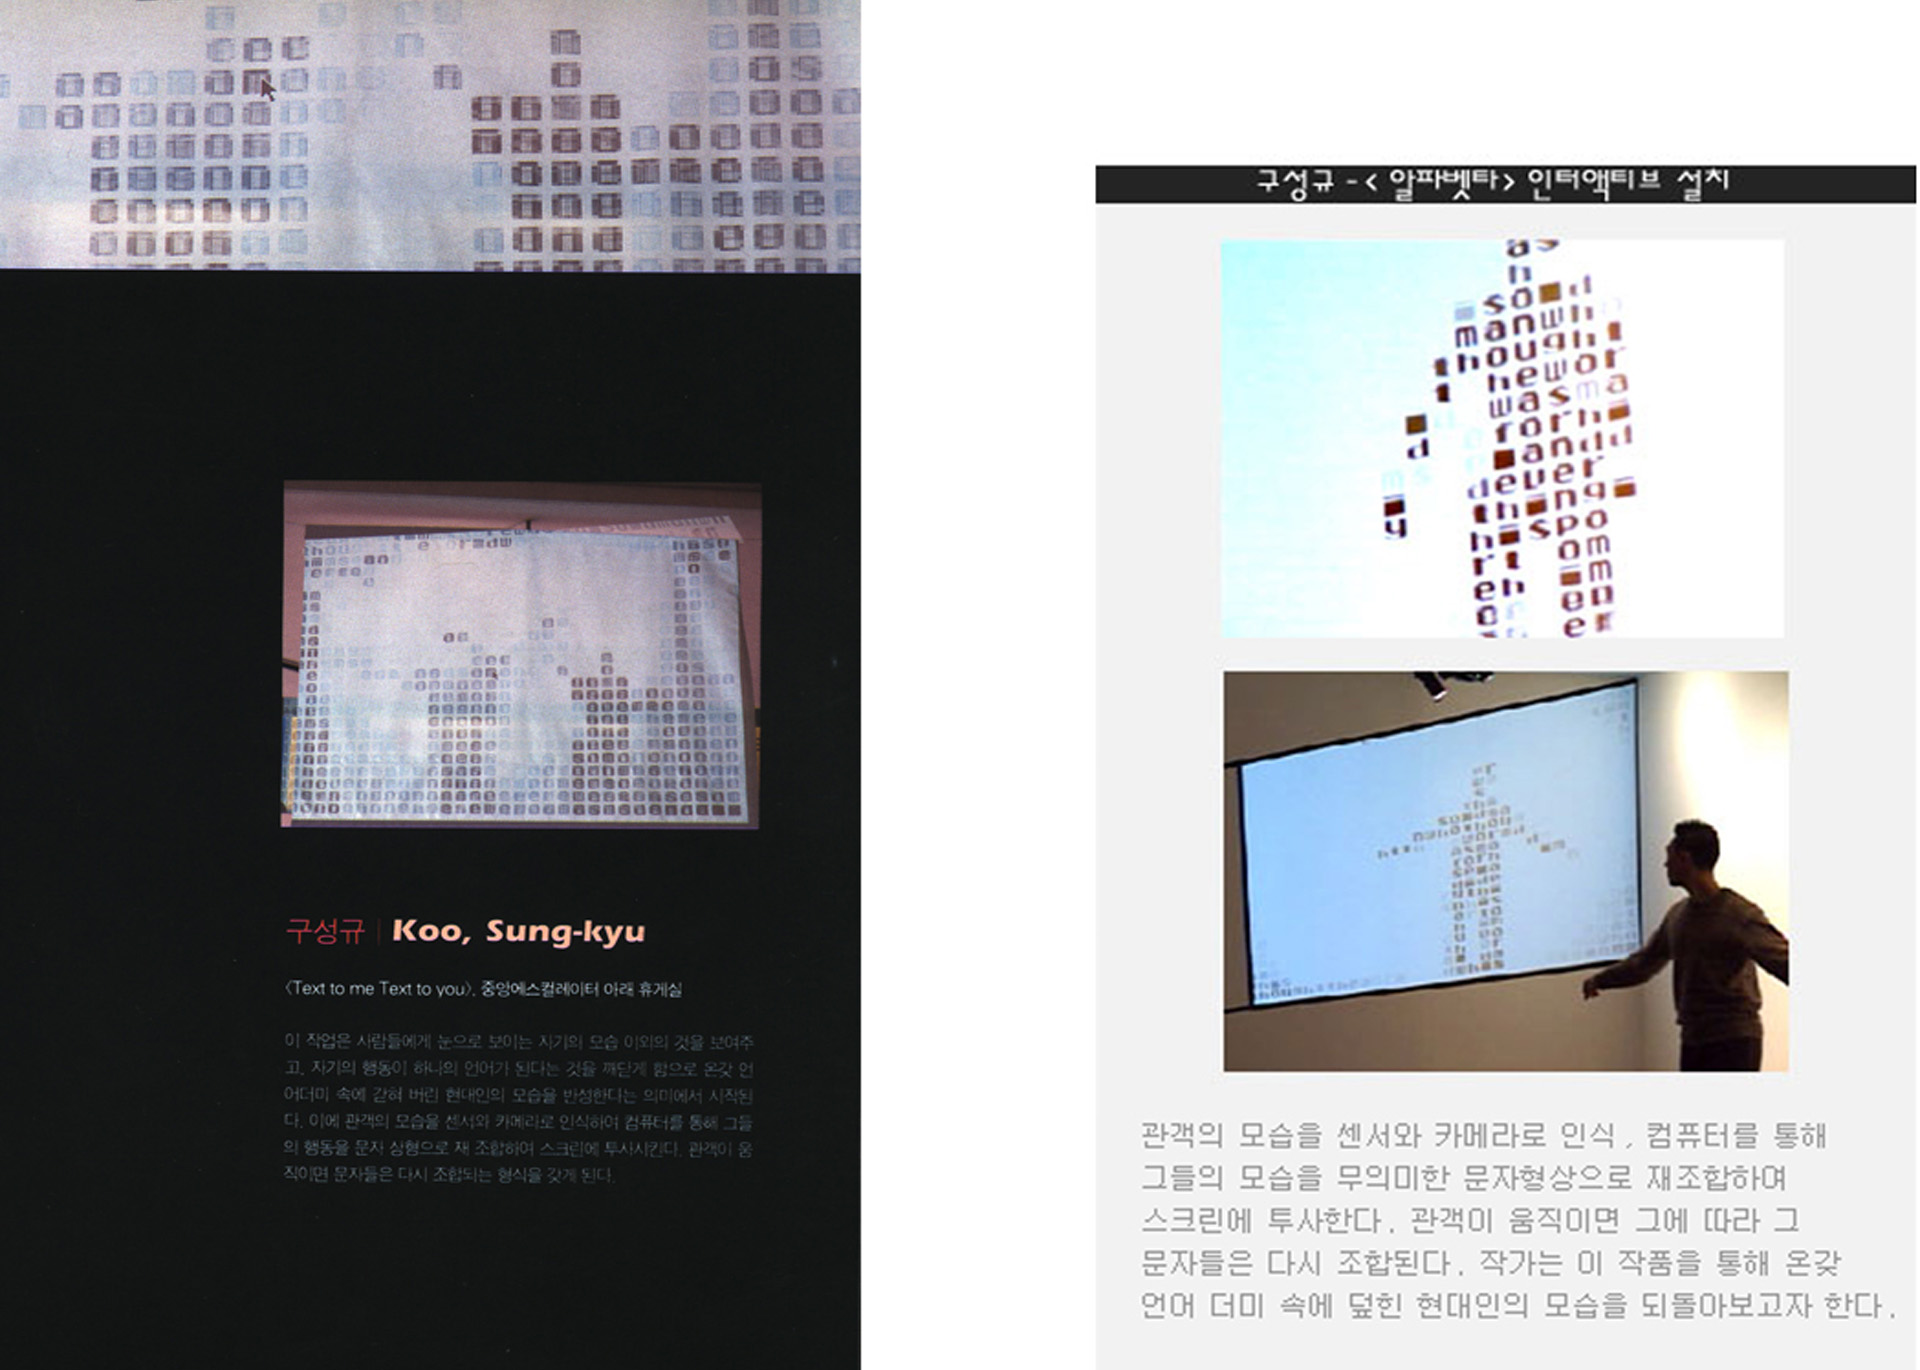 구성규 | Koo, Sung-kyu
〈Text to me Text to you〉, 중앙에스컬레이터 아래 휴게실
이 작업은 사람들에게 눈으로 보이는 자기의 모습 이외의 것을 보여주
고, 자기의 행동이 하나의 언어가 된다는 것을 깨닫게 함으로 온갖 언
어더미 속에 갇혀 버린 현대인의 모습을 반성한다는 의미에서 시작된
다. 이에 관객의 모습을 센서와 카메라로 인식하여 컴퓨터를 통해 그들
의 행동을 문자 상형으로 재 조합하여 스크린에 투사시킨다. 관객이 움
직이면 문자들은 다시 조합되는 형식을 갖게 된다.
구성규 - < 알파벳타> 인터액티브 설치
관객의 모습을 센서와 카메라로 인식, 컴퓨터를 통해
그들의 모습을 무의미한 문자형상으로 재조합하여
스크린에 투사한다. 관객이 움직이면 그에 따라 그
문자들은 다시 조합된다. 작가는 이 작품을 통해 온갖
언어 더미 속에 덮힌 현대인의 모습을 되돌아보고자 한다.